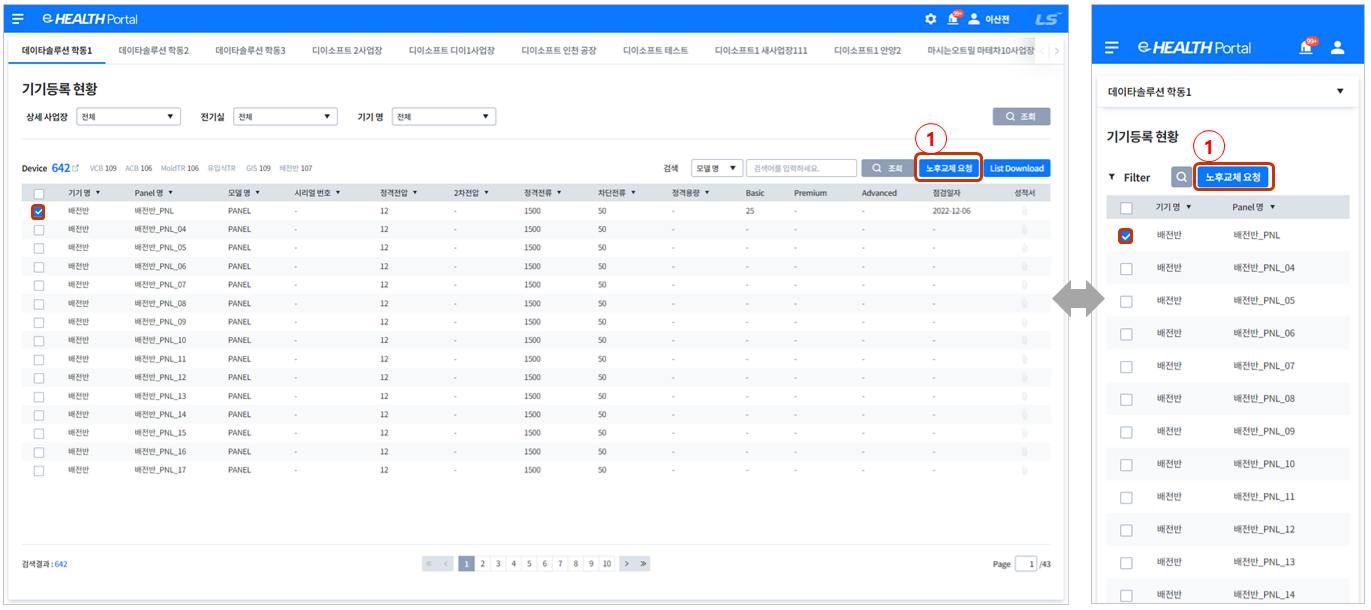 HEALTH Portal 99+ 이산전 LS
데이타솔루션 학동1 데이타솔루션 학동2 데이타솔루션 학동3 디이소프트 2사업장 디이소프트 디이1사업장 디이소프트 인천 공장 디이소프트 테스트 디이소프트1 새사업장111 디이소프트1 안양2 마시는오트밀 마테차10사업장
기기등록 현황
상세 사업장 전체 ▼ 전기실 전체 ▼ 기기 명 전체 ▼ 조회
1
Device 642 VCB 109 ACB 106 MoldTR 106 유입식TR GIS 109 배전반 107 검색 모델 명 ▼ 검색어를 입력하세요. 조회 노후교체 요청 List Download
기기 명 ▼ Panel 명 ▼ 모델 명 ▼ 시리얼 번호 ▼ 정격전압 ▼ 2차전압 ▼ 정격전류 ▼ 차단전류 ▼ 정격용량 ▼ Basic Premium Advanced 점검일자 성적서
배전반 배전반_PNL PANEL - 12 - 1500 50 - 25 - - 2022-12-06
배전반 배전반_PNL_04 PANEL - 12 - 1500 50 - - - - -
배전반 배전반_PNL_05 PANEL - 12 - 1500 50 - - - - -
배전반 배전반_PNL_06 PANEL - 12 - 1500 50 - - - - -
배전반 배전반_PNL_07 PANEL - 12 - 1500 50 - - - - -
배전반 배전반_PNL_08 PANEL - 12 - 1500 50 - - - - -
배전반 배전반_PNL_09 PANEL - 12 - 1500 50 - - - - -
배전반 배전반_PNL_10 PANEL - 12 - 1500 50 - - - - -
배전반 배전반_PNL_11 PANEL - 12 - 1500 50 - - - - -
배전반 배전반_PNL_12 PANEL - 12 - 1500 50 - - - - -
배전반 배전반_PNL_13 PANEL - 12 - 1500 50 - - - - -
배전반 배전반_PNL_14 PANEL - 12 - 1500 50 - - - - -
배전반 배전반_PNL_15 PANEL - 12 - 1500 50 - - - - -
배전반 배전반_PNL_16 PANEL - 12 - 1500 50 - - - - -
배전반 배전반_PNL_17 PANEL - 12 - 1500 50 - - - - -
검색결과 : 642 « ‹ 1 2 3 4 5 6 7 8 9 10 › » Page 1 /43
HEALTH Portal 99+
데이타솔루션 학동1 ▼
기기등록 현황
1
Filter 노후교체 요청
기기 명 ▼ Panel 명 ▼
배전반 배전반_PNL
배전반 배전반_PNL_04
배전반 배전반_PNL_05
배전반 배전반_PNL_06
배전반 배전반_PNL_07
배전반 배전반_PNL_08
배전반 배전반_PNL_09
배전반 배전반_PNL_10
배전반 배전반_PNL_11
배전반 배전반_PNL_12
배전반 배전반_PNL_13
배전반 배전반_PNL_14